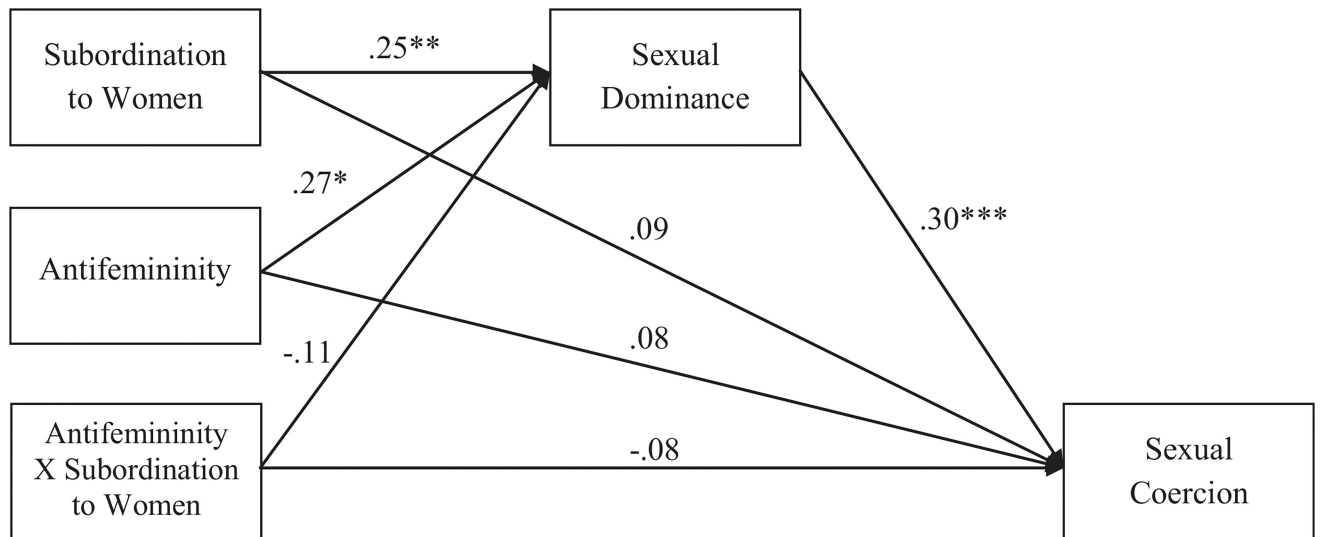 Subordination
to Women
.25**
Sexual
Dominance
.27*
Antifemininity
.09
.30***
.08
-.11
Antifemininity
X Subordination
to Women
-.08
Sexual
Coercion